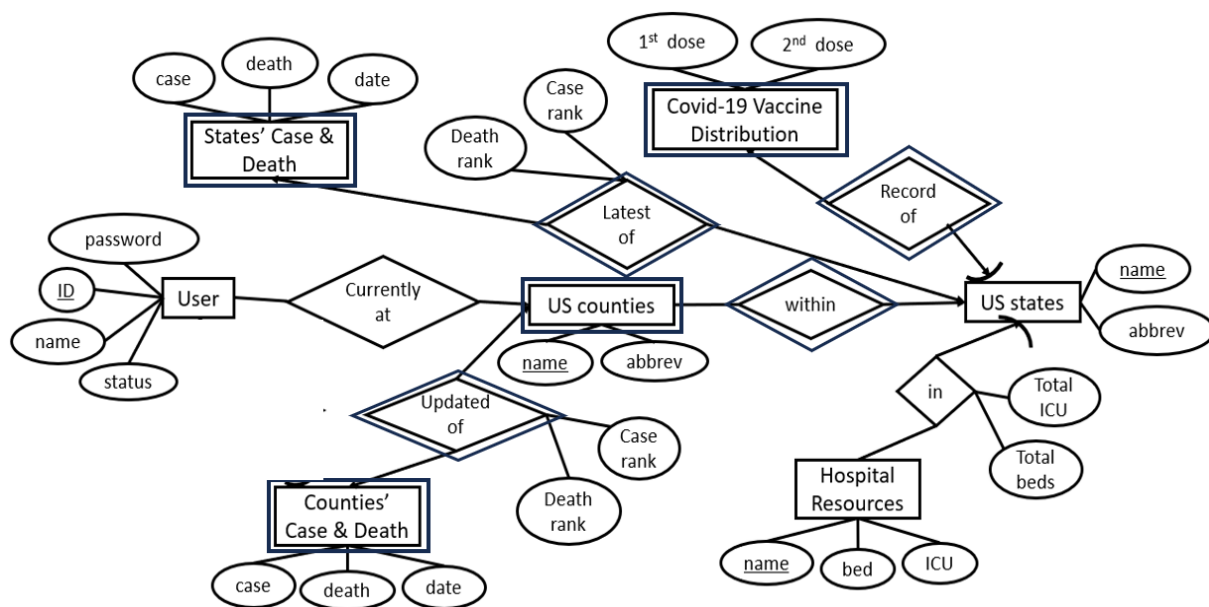 1st dose
2nd dose
case
death
date
Case
rank
Covid-19 Vaccine
Distribution
States' Case &
Death
Death
rank
Record
of
Latest
of
password
ID
User
name
status
Currently
at
US counties
name
abbrev
within
US states
name
abbrev
Updated
of
Case
rank
Death
rank
in
Total
ICU
Total
beds
Hospital
Resources
name
bed
ICU
Counties'
Case & Death
case
death
date